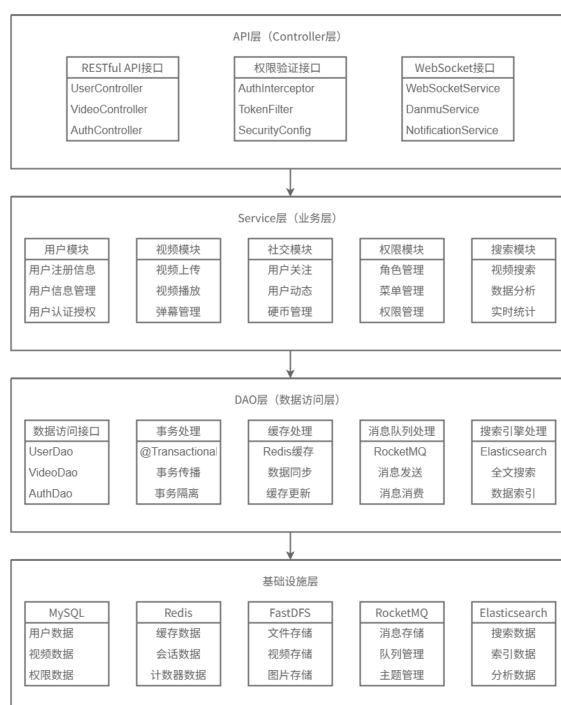 API层（Controller层）
RESTful API接口 权限验证接口 WebSocket接口
UserController AuthInterceptor WebSocketService
VideoController TokenFilter DanmuService
AuthController SecurityConfig NotificationService
Service层（业务层）
用户模块 视频模块 社交模块 权限模块 搜索模块
用户注册信息 视频上传 用户关注 角色管理 视频搜索
用户信息管理 视频播放 用户动态 菜单管理 数据分析
用户认证授权 弹幕管理 硬币管理 权限管理 实时统计
DAO层（数据访问层）
数据访问接口 事务处理 缓存处理 消息队列处理 搜索引擎处理
UserDao @Transactional Redis缓存 RocketMQ Elasticsearch
VideoDao 事务传播 数据同步 消息发送 全文搜索
AuthDao 事务隔离 缓存更新 消息消费 数据索引
基础设施层
MySQL Redis FastDFS RocketMQ Elasticsearch
用户数据 缓存数据 文件存储 消息存储 搜索数据
视频数据 会话数据 视频存储 队列管理 索引数据
权限数据 计数器数据 图片存储 主题管理 分析数据